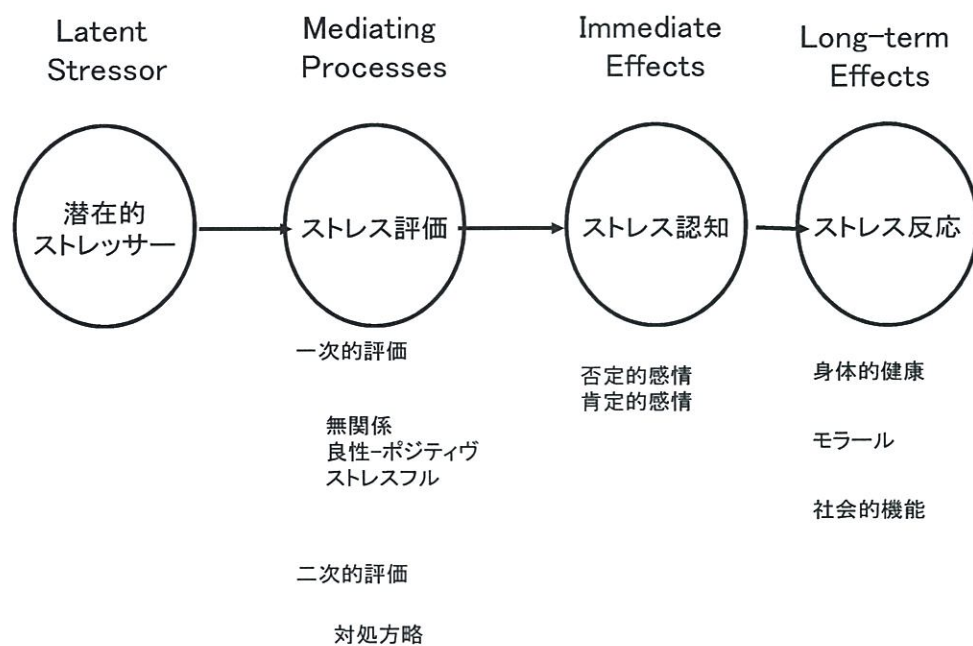 Latent
Stressor
Mediating
Processes
Immediate
Effects
Long-term
Effects
潜在的
ストレッサー
ストレス評価
ストレス認知
ストレス反応
一次的評価
無関係
良性-ポジティヴ
ストレスフル
二次的評価
対処方略
否定的感情
肯定的感情
身体的健康
モラール
社会的機能